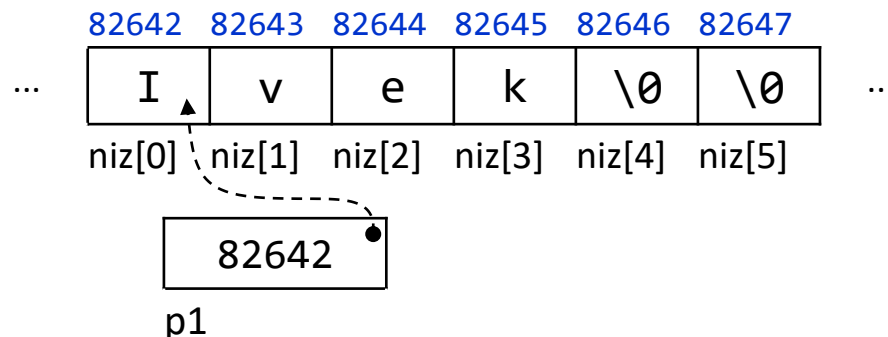 82642 82643 82644 82645 82646 82647
... I v e k \0 \0 ..
niz[0] niz[1] niz[2] niz[3] niz[4] niz[5]
82642
p1